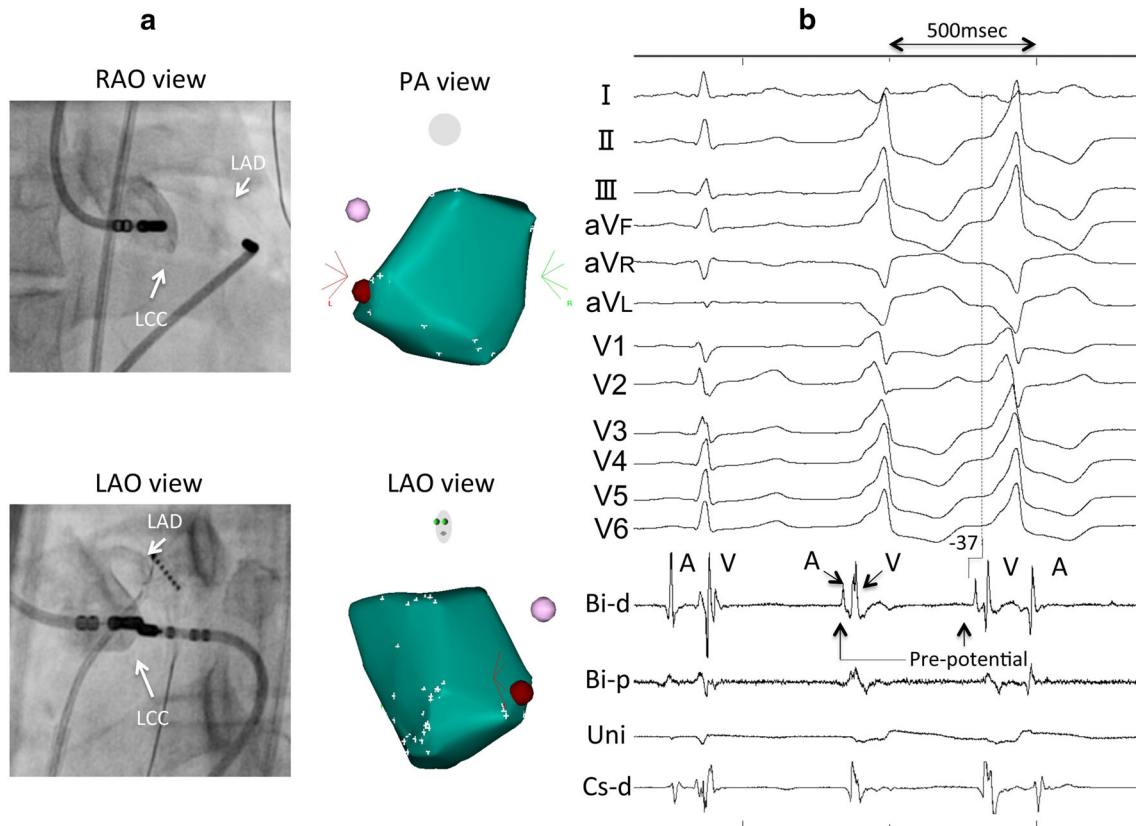 a
RAO view
LAD
LCC
PA view
L
R
LAO view
LAD
LCC
LAO view
b
500msec
I
II
III
aVF
aVR
aVL
V1
V2
V3
V4
V5
V6
-37
A V A V V A
Bi-d
Pre-potential
Bi-p
Uni
Cs-d